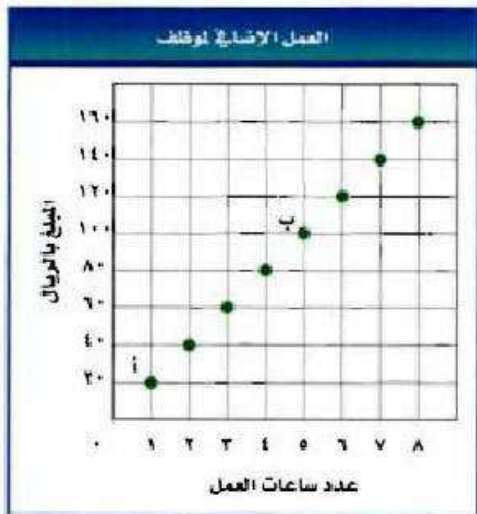 العمل الإضافي لموظف
١٦٠
١٤٠
١٢٠
١٠٠
٨٠
٦٠
٤٠
٢٠
٠
ب
أ
المبلغ بالريال
١ ٢ ٣ ٤ ٥ ٦ ٧ ٨
عدد ساعات العمل